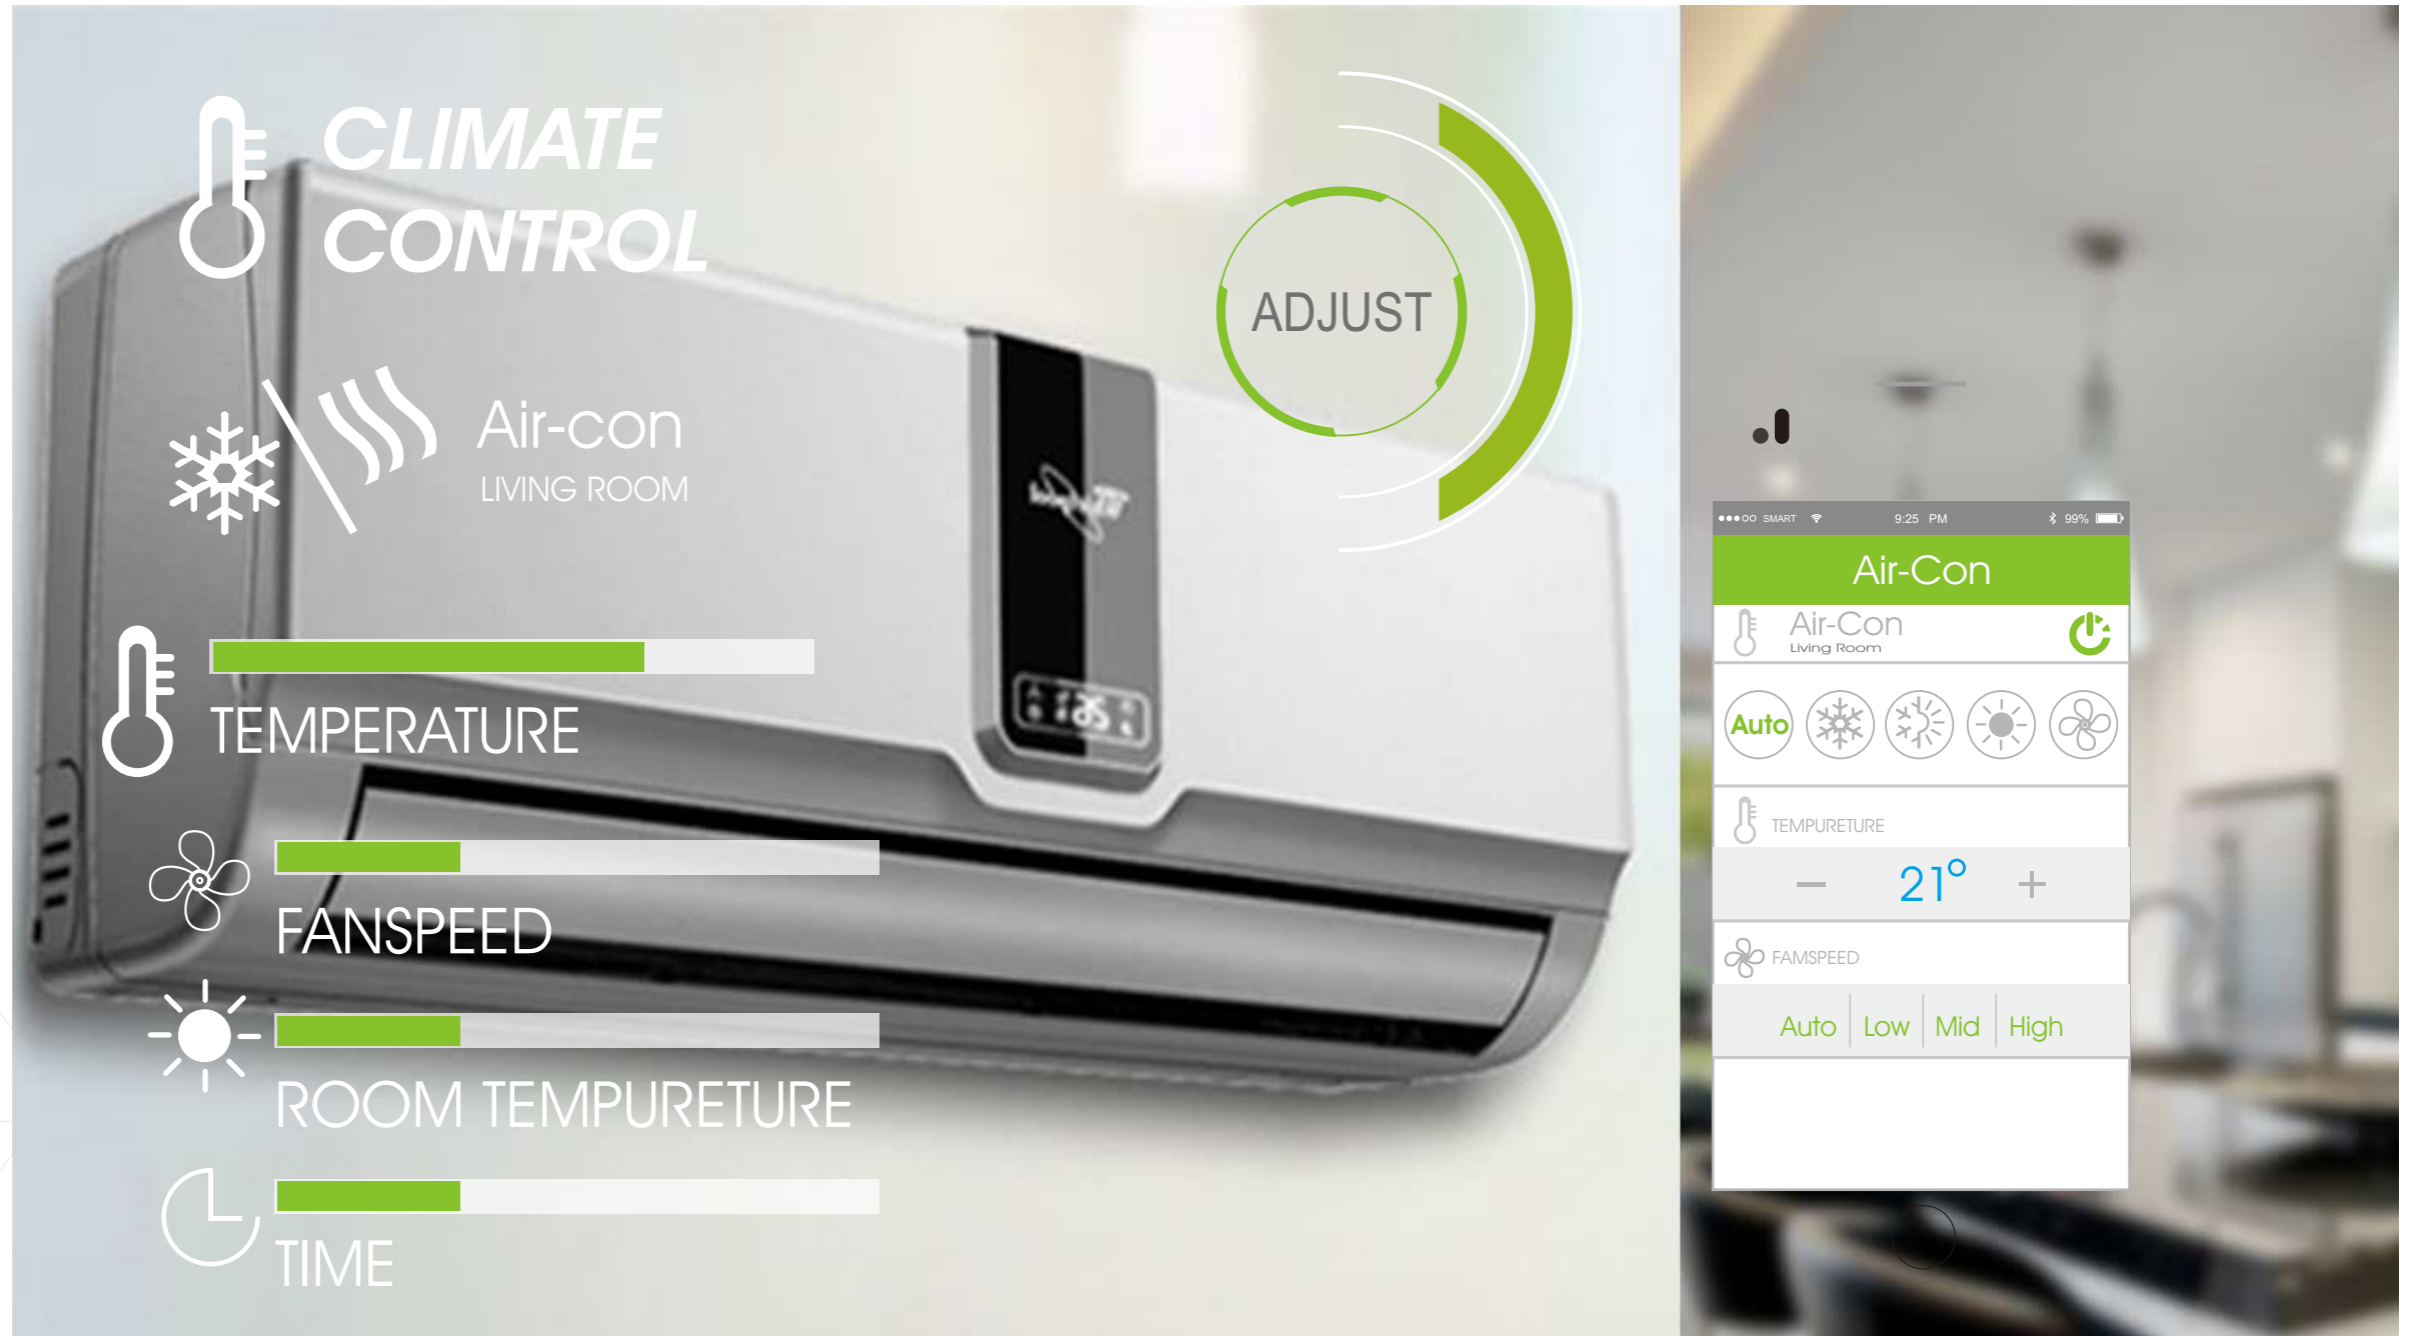 CLIMATE
CONTROL
Air-con
LIVING ROOM
TEMPERATURE
FANSPEED
ROOM TEMPURETURE
TIME
ADJUST
SMART 9:25 PM 99%
Air-Con
Air-Con
Living Room
Auto
TEMPURETURE
− 21° +
FAMSPEED
Auto Low Mid High